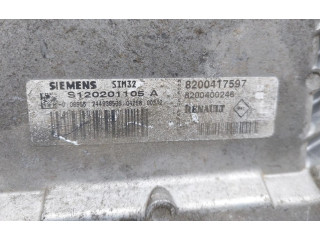 SIEMENS SIM32
S120201105 A
8200417597
8200400246
RENAULT